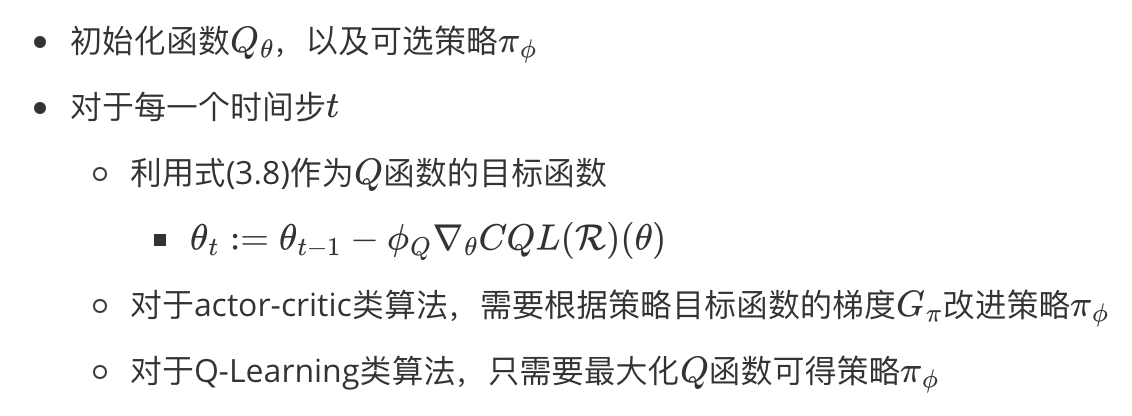 初始化函数$Q_\theta$，以及可选策略$\pi_\phi$
对于每一个时间步$t$
利用式(3.8)作为$Q$函数的目标函数
$\theta_t := \theta_{t-1} - \phi_Q \nabla_\theta CQL(\mathcal{R})(\theta)$
对于actor-critic类算法，需要根据策略目标函数的梯度$G_\pi$改进策略$\pi_\phi$
对于Q-Learning类算法，只需要最大化$Q$函数可得策略$\pi_\phi$